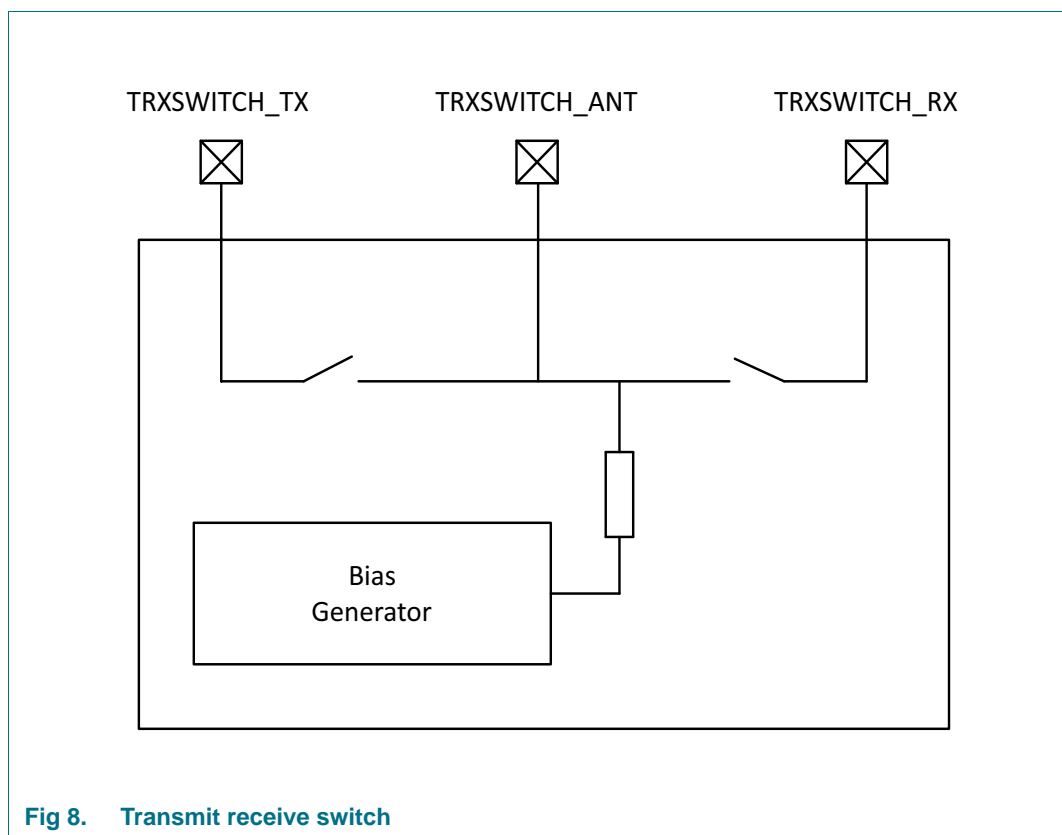 TRXSWITCH_TX
TRXSWITCH_ANT
TRXSWITCH_RX
Bias
Generator
Fig 8. Transmit receive switch